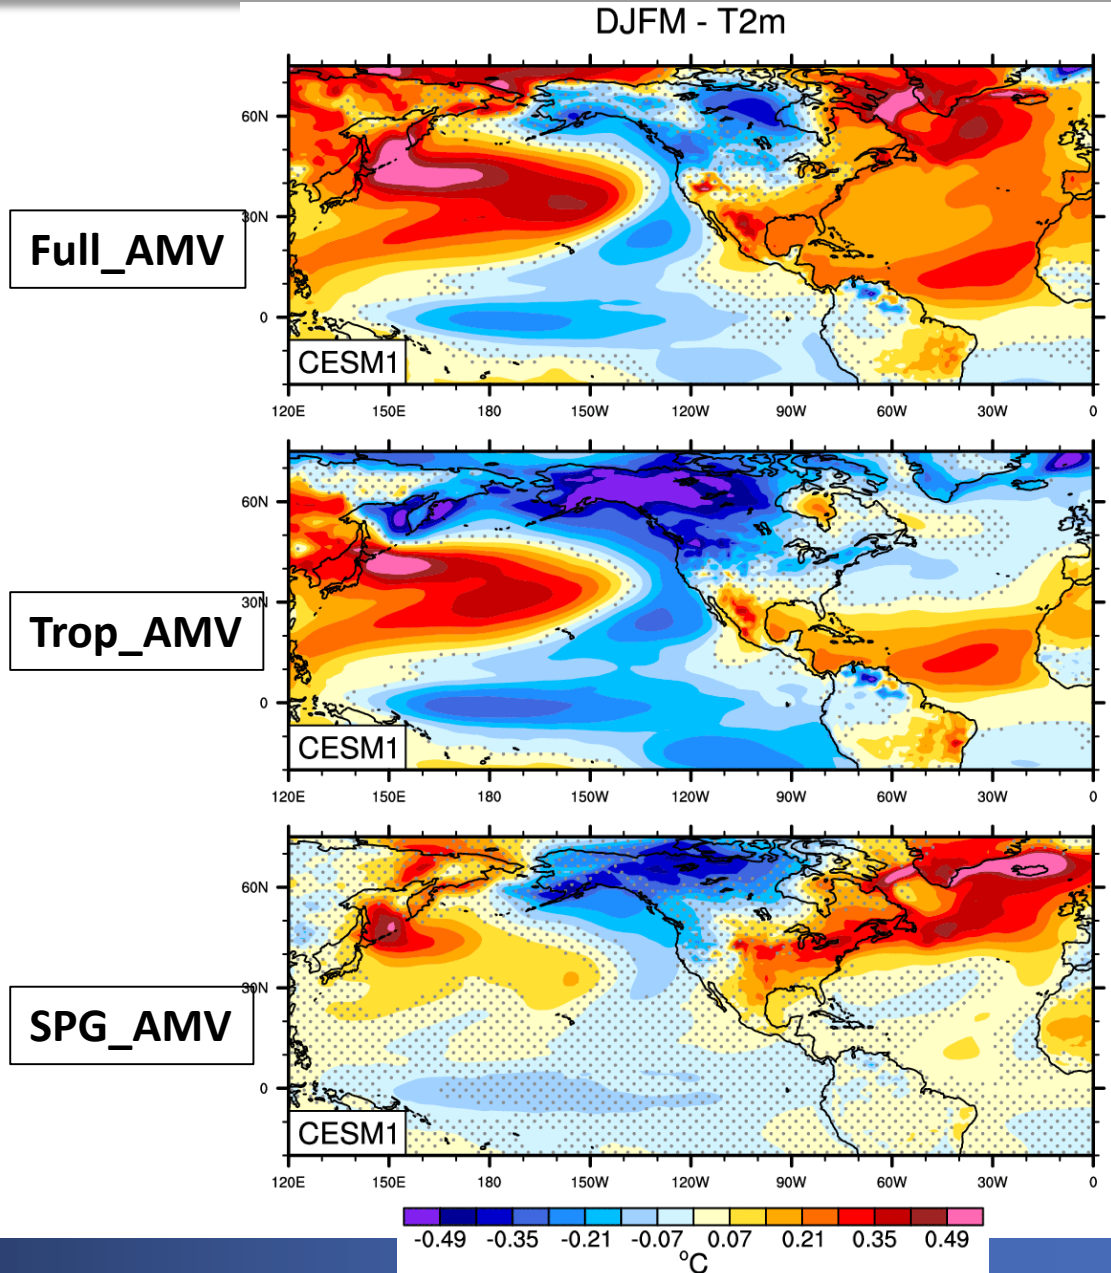 DJFM - T2m
60N
30N
0
Full_AMV
CESM1
120E 150E 180 150W 120W 90W 60W 30W 0
60N
30N
0
Trop_AMV
CESM1
120E 150E 180 150W 120W 90W 60W 30W 0
60N
30N
0
SPG_AMV
CESM1
120E 150E 180 150W 120W 90W 60W 30W 0
-0.49 -0.35 -0.21 -0.07 0.07 0.21 0.35 0.49
°C